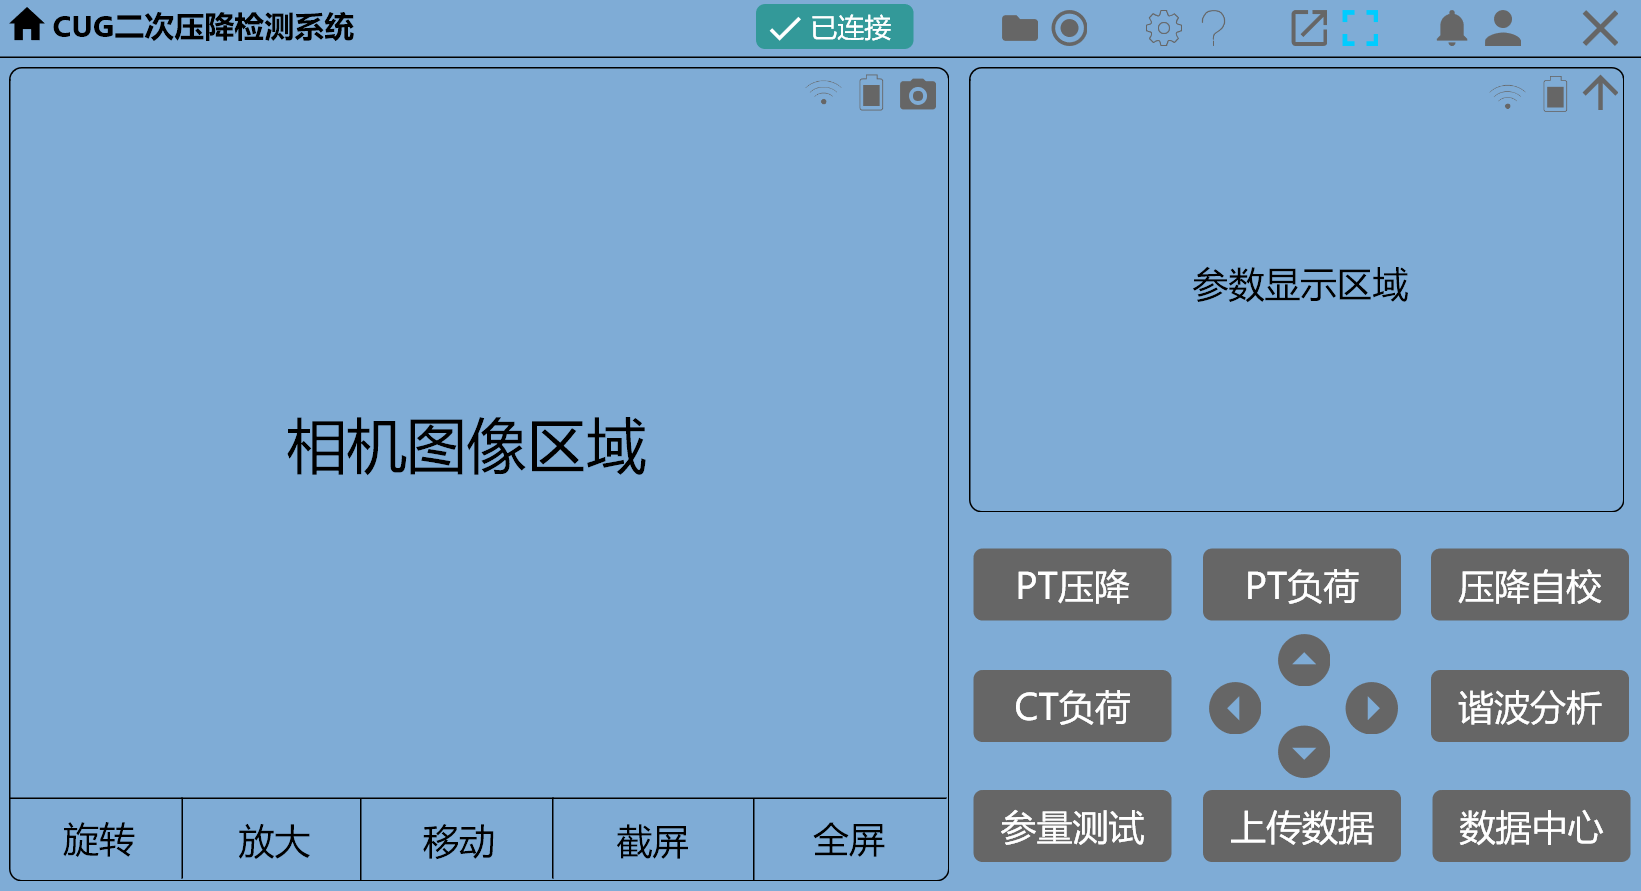 CUG二次压降检测系统
已连接
相机图像区域
旋转
放大
移动
截屏
全屏
参数显示区域
PT压降
PT负荷
压降自校
CT负荷
谐波分析
参量测试
上传数据
数据中心